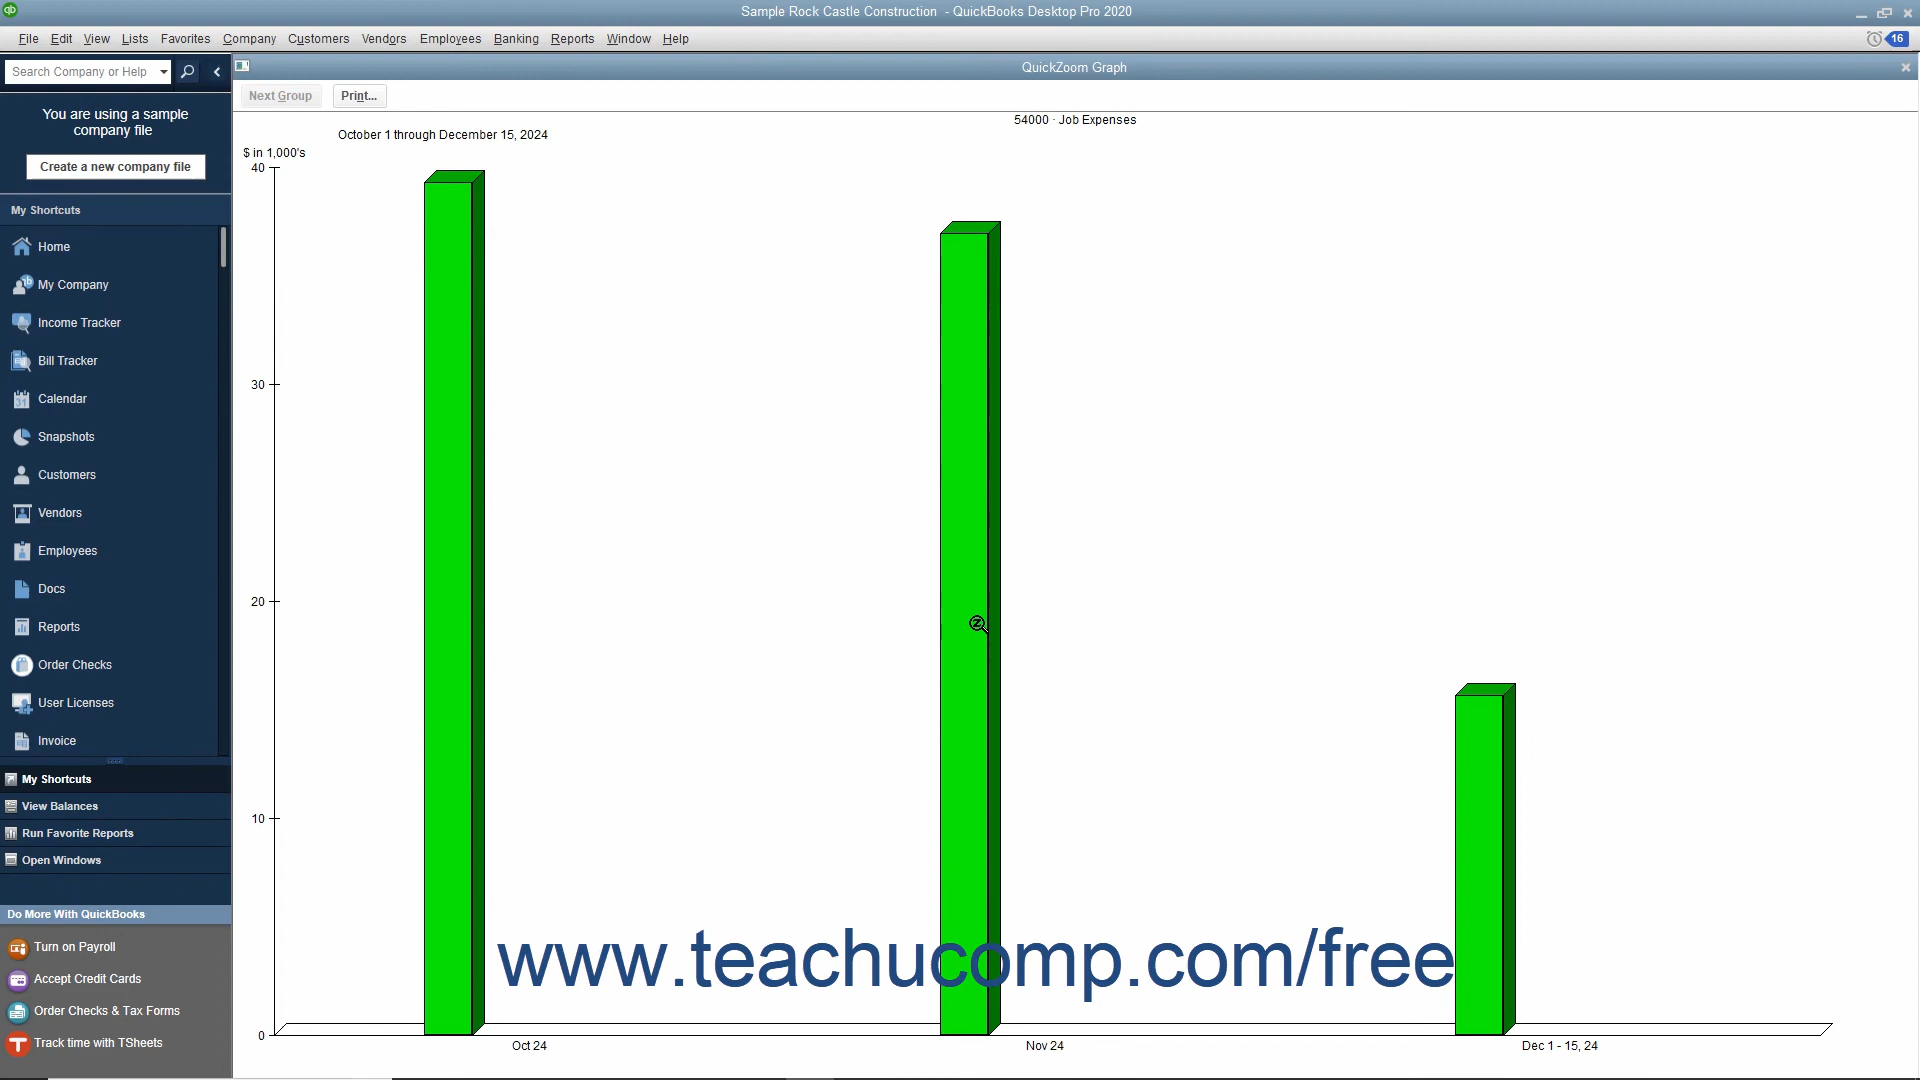 Sample Rock Castle Construction - QuickBooks Desktop Pro 2020
File Edit View Lists Favorites Company Customers Vendors Employees Banking Reports Window Help
16
Search Company or Help
QuickZoom Graph
Next Group Print...
You are using a sample
company file
Create a new company file
54000 · Job Expenses
October 1 through December 15, 2024
$ in 1,000's
40
30
20
10
0
Oct 24
Nov 24
Dec 1 - 15, 24
My Shortcuts
Home
My Company
Income Tracker
Bill Tracker
Calendar
Snapshots
Customers
Vendors
Employees
Docs
Reports
Order Checks
User Licenses
Invoice
My Shortcuts
View Balances
Run Favorite Reports
Open Windows
Do More With QuickBooks
Turn on Payroll
Accept Credit Cards
Order Checks & Tax Forms
Track time with TSheets
www.teachucomp.com/free